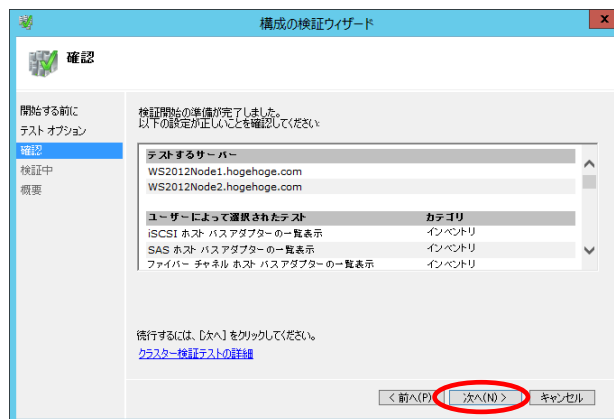 構成の検証ウィザード
x
確認
開始する前に
テスト オプション
確認
検証中
概要
検証開始の準備が完了しました。
以下の設定が正しいことを確認してください:
テストするサーバー
WS2012Node1.hogehoge.com
WS2012Node2.hogehoge.com
ユーザーによって選択されたテスト カテゴリ
iSCSI ホスト バス アダプターの一覧表示 インベントリ
SAS ホスト バス アダプターの一覧表示 インベントリ
ファイバー チャネル ホスト バス アダプターの一覧表示 インベントリ
続行するには、[次へ] をクリックしてください。
クラスター検証テストの詳細
< 前へ(P) 次へ(N) > キャンセル